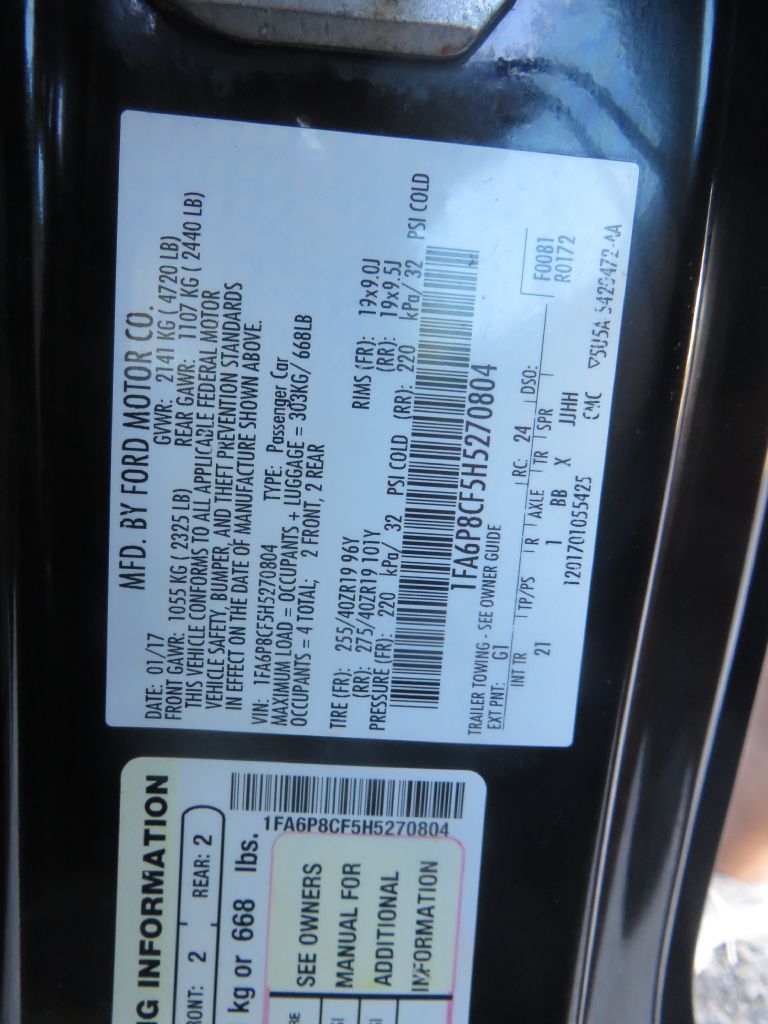 MFD. BY FORD MOTOR CO.
DATE: 01/17 GVWR: 2141 KG ( 4720 LB)
FRONT GAWR: 1055 KG ( 2325 LB) REAR GAWR: 1107 KG ( 2440 LB)
THIS VEHICLE CONFORMS TO ALL APPLICABLE FEDERAL MOTOR
VEHICLE SAFETY, BUMPER, AND THEFT PREVENTION STANDARDS
IN EFFECT ON THE DATE OF MANUFACTURE SHOWN ABOVE.
VIN: 1FA6P8CF5H5270804 TYPE: Passenger Car
MAXIMUM LOAD = OCCUPANTS + LUGGAGE = 303KG/ 668LB
OCCUPANTS = 4 TOTAL; 2 FRONT, 2 REAR
TIRE (FR): 255/40ZR19 96Y RIMS (FR): 19x9.0J
(RR): 275/40ZR19 101Y (RR): 19x9.5J
PRESSURE (FR): 220 kPa/ 32 PSI COLD (RR): 220 kPa/ 32 PSI COLD
1FA6P8CF5H5270804
TRAILER TOWING - SEE OWNER GUIDE F0081
EXT PNT: G1 RC: 24 DSO: R0172
INT TR TP/PS R AXLE TR SPR
21 1 BB X JJHH
1201701055425 CMC
NG INFORMATION
RONT: 2 REAR: 2
kg or 668 lbs.
1FA6P8CF5H5270804
SEE OWNERS
MANUAL FOR
ADDITIONAL
INFORMATION